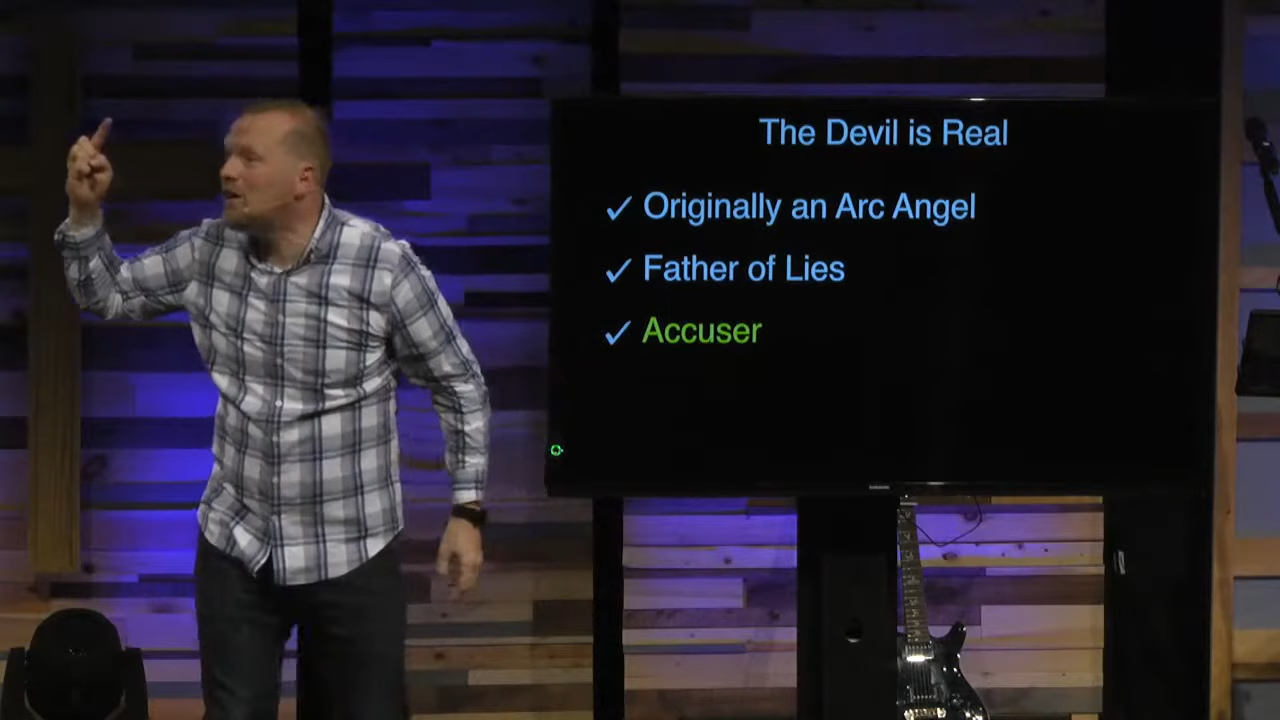 The Devil is Real
✓ Originally an Arc Angel
✓ Father of Lies
✓ Accuser